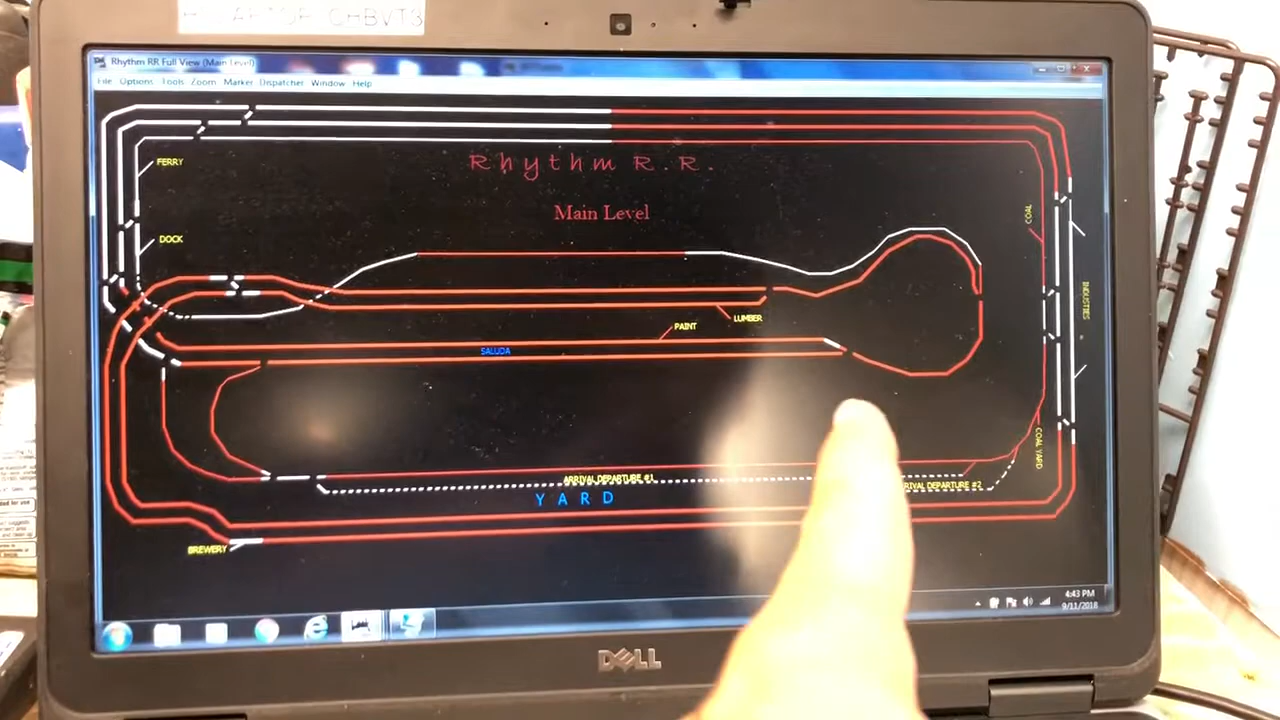 Rhythm RR Full View (Main Level)
File Options Tools Zoom Marker Dispatcher Window Help
FERRY
Rhythm R.R.
Main Level
COAL
DOCK
INDUSTIES
LUMBER
PAINT
SALUDA
COAL YARD
ARRIVAL DEPARTURE #1
RIVAL DEPARTURE #2
YARD
BREWERY
4:43 PM
9/11/2018
DELL